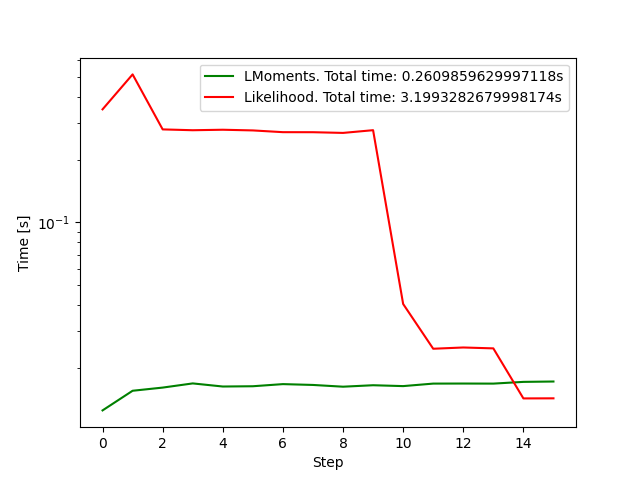 LMoments. Total time: 0.2609859629997118s
Likelihood. Total time: 3.1993282679998174s
Time [s]
10⁻¹
0 2 4 6 8 10 12 14
Step